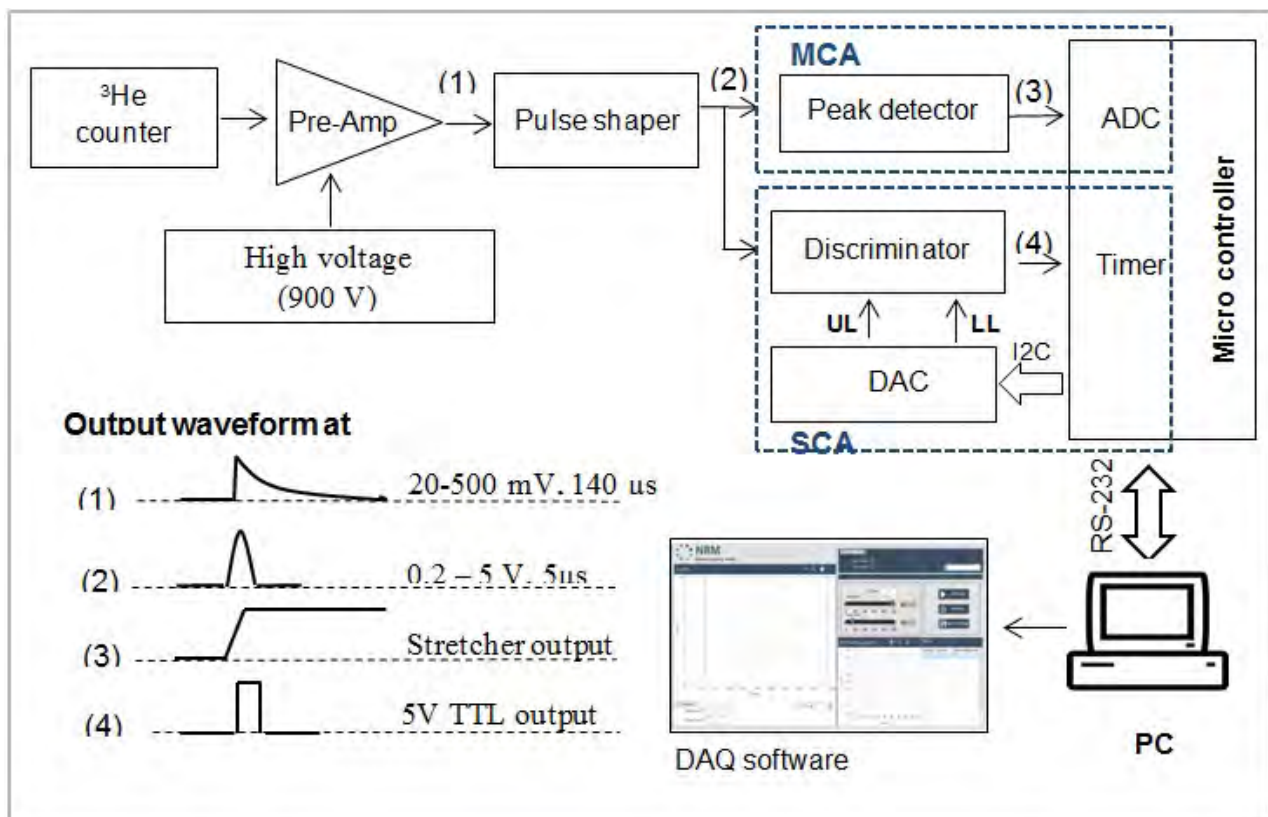 ³He
counter
Pre-Amp
(1)
Pulse shaper
(2)
High voltage
(900 V)
MCA
Peak detector
(3)
ADC
Discriminator
(4)
Timer
UL
LL
DAC
I2C
SCA
Micro controller
RS-232
PC
Output waveform at
(1)
20-500 mV. 140 us
(2)
0.2 – 5 V. 5us
(3)
Stretcher output
(4)
5V TTL output
NRM
DAQ software